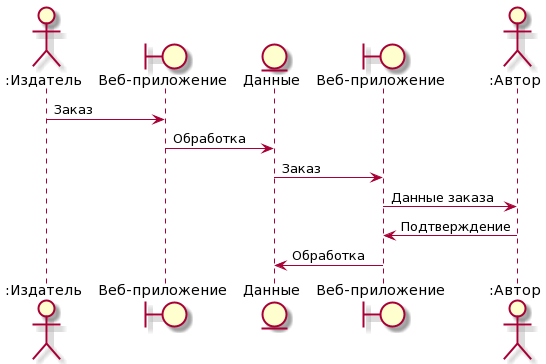 :Издатель Веб-приложение Данные Веб-приложение :Автор
Заказ
Обработка
Заказ
Данные заказа
Подтверждение
Обработка
:Издатель Веб-приложение Данные Веб-приложение :Автор